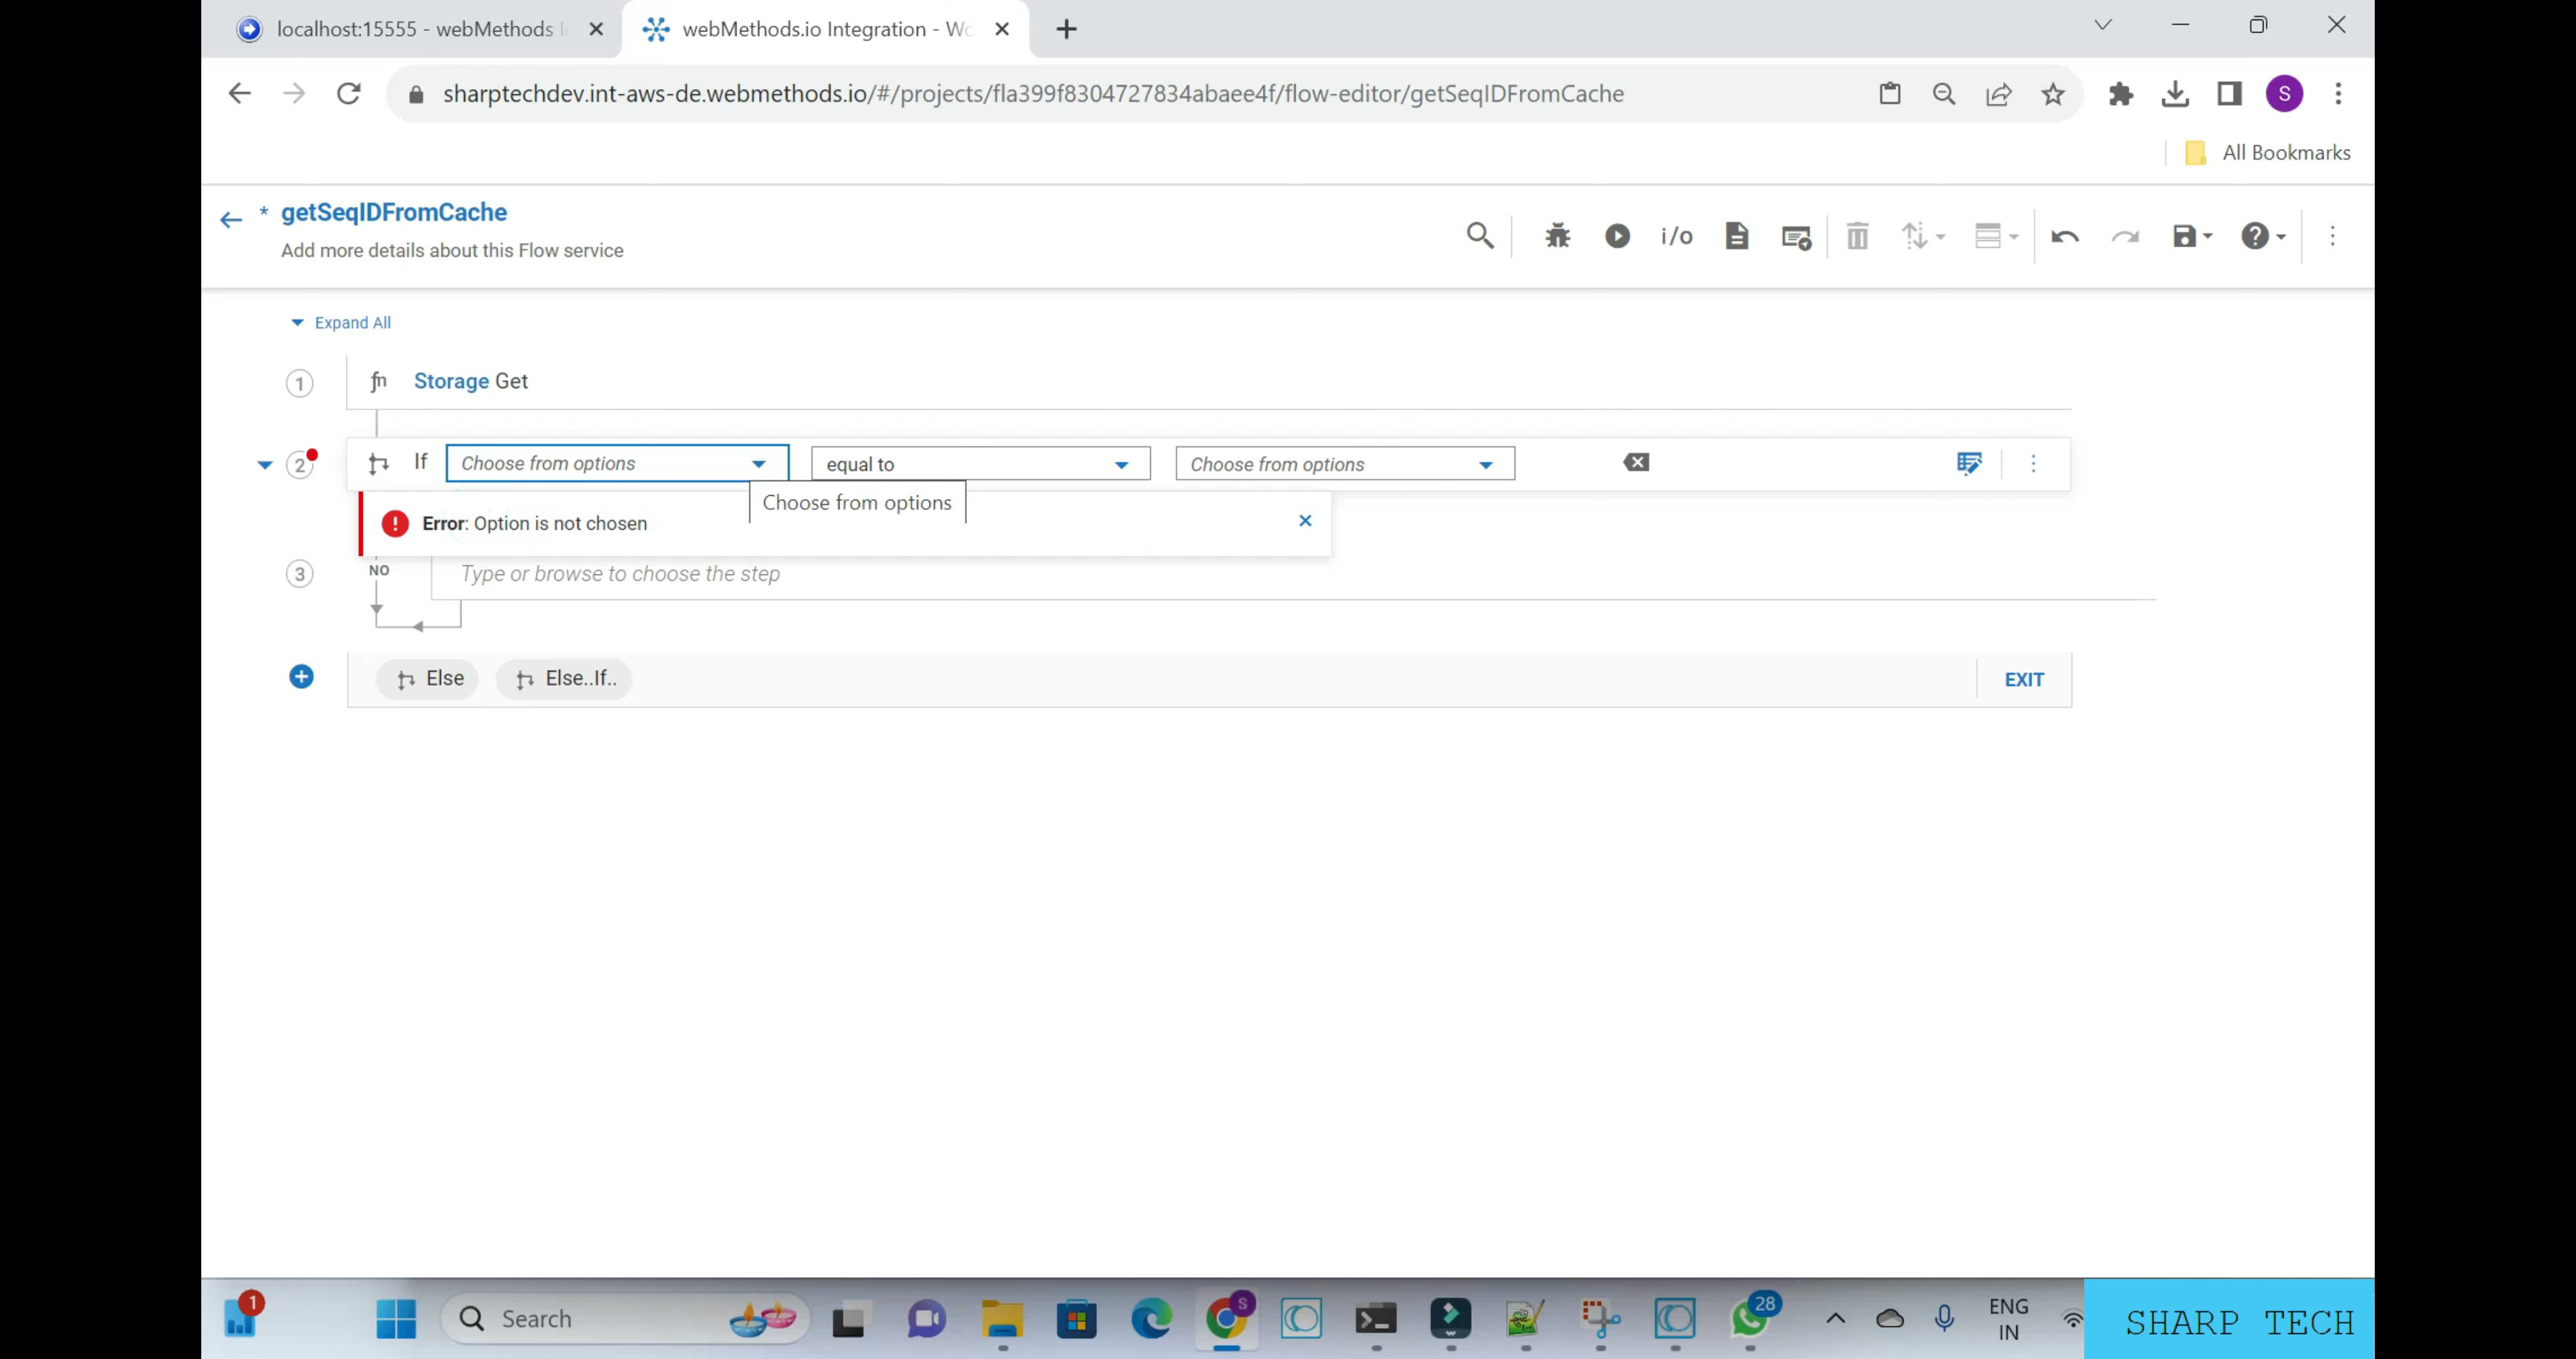 localhost:15555 - webMethods I
webMethods.io Integration - Wo
sharptechdev.int-aws-de.webmethods.io/#/projects/fla399f8304727834abaee4f/flow-editor/getSeqIDFromCache
S
All Bookmarks
* getSeqIDFromCache
i/o
Add more details about this Flow service
Expand All
1 fn Storage Get
2 If Choose from options equal to Choose from options
Choose from options
Error: Option is not chosen
3 NO Type or browse to choose the step
Else Else..If.. EXIT
1
Search
S
28
ENG
IN
SHARP TECH